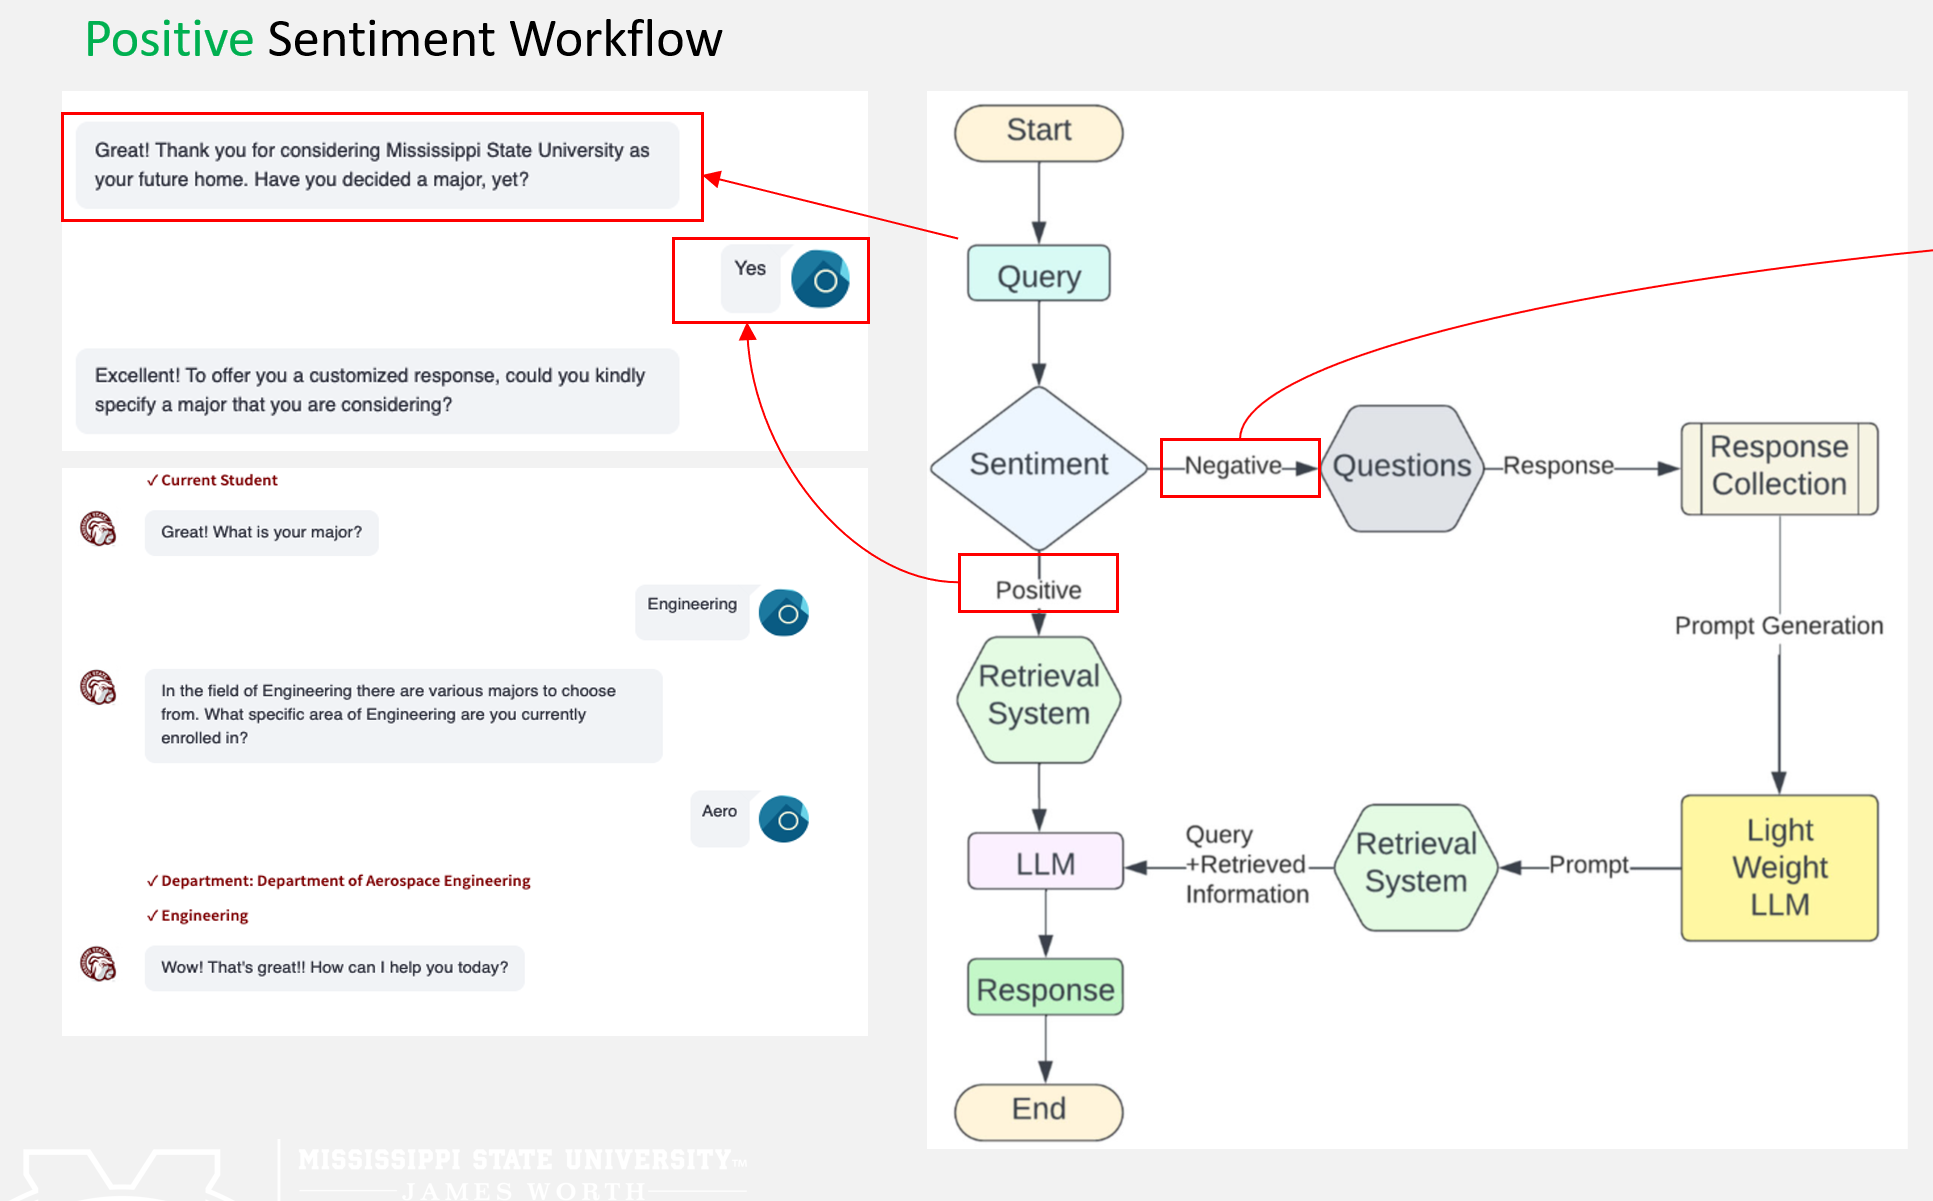 Positive Sentiment Workflow
Great! Thank you for considering Mississippi State University as
your future home. Have you decided a major, yet?
Yes
Excellent! To offer you a customized response, could you kindly
specify a major that you are considering?
✓ Current Student
Great! What is your major?
Engineering
In the field of Engineering there are various majors to choose
from. What specific area of Engineering are you currently
enrolled in?
Aero
✓ Department: Department of Aerospace Engineering
✓ Engineering
Wow! That's great!! How can I help you today?
Start
Query
Sentiment
Negative
Questions
Response
Response
Collection
Positive
Prompt Generation
Retrieval
System
LLM
Query
+Retrieved
Information
Retrieval
System
Prompt
Light
Weight
LLM
Response
End
MISSISSIPPI STATE UNIVERSITY™
JAMES WORTH